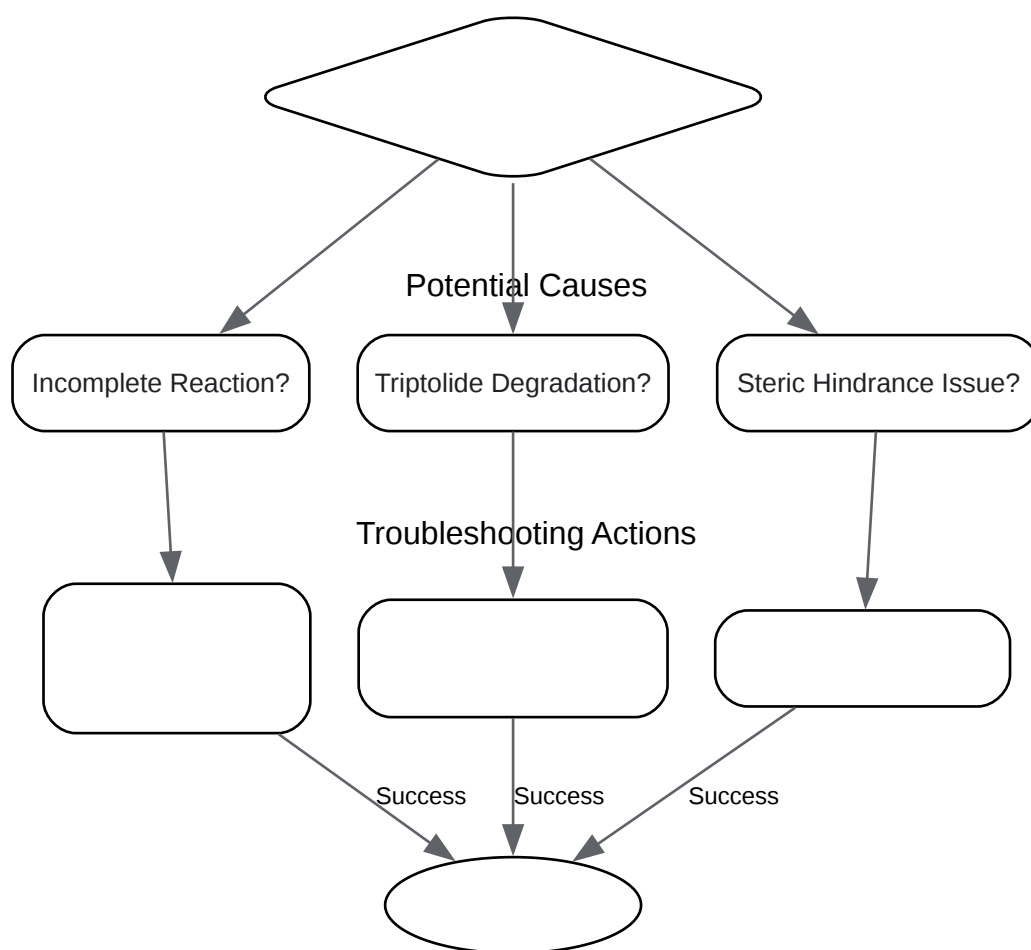 Potential Causes
Incomplete Reaction?
Triptolide Degradation?
Steric Hindrance Issue?
Troubleshooting Actions
Success
Success
Success